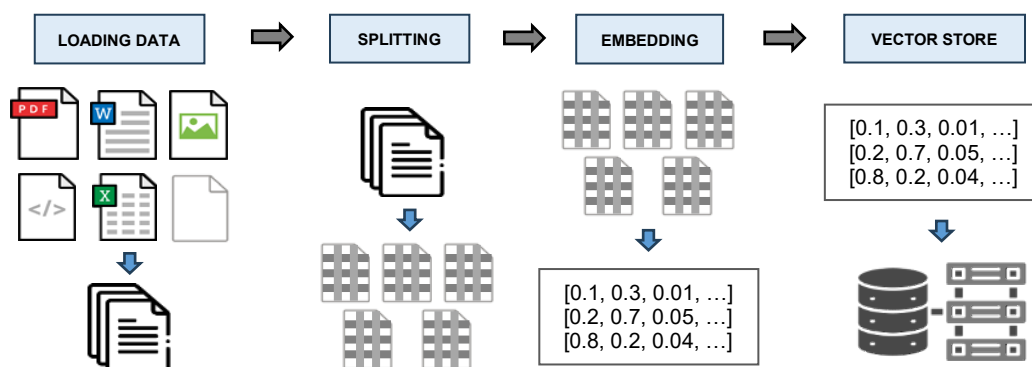 LOADING DATA
SPLITTING
EMBEDDING
VECTOR STORE
PDF
W
</>
X
[0.1, 0.3, 0.01, …]
[0.2, 0.7, 0.05, …]
[0.8, 0.2, 0.04, …]
[0.1, 0.3, 0.01, …]
[0.2, 0.7, 0.05, …]
[0.8, 0.2, 0.04, …]